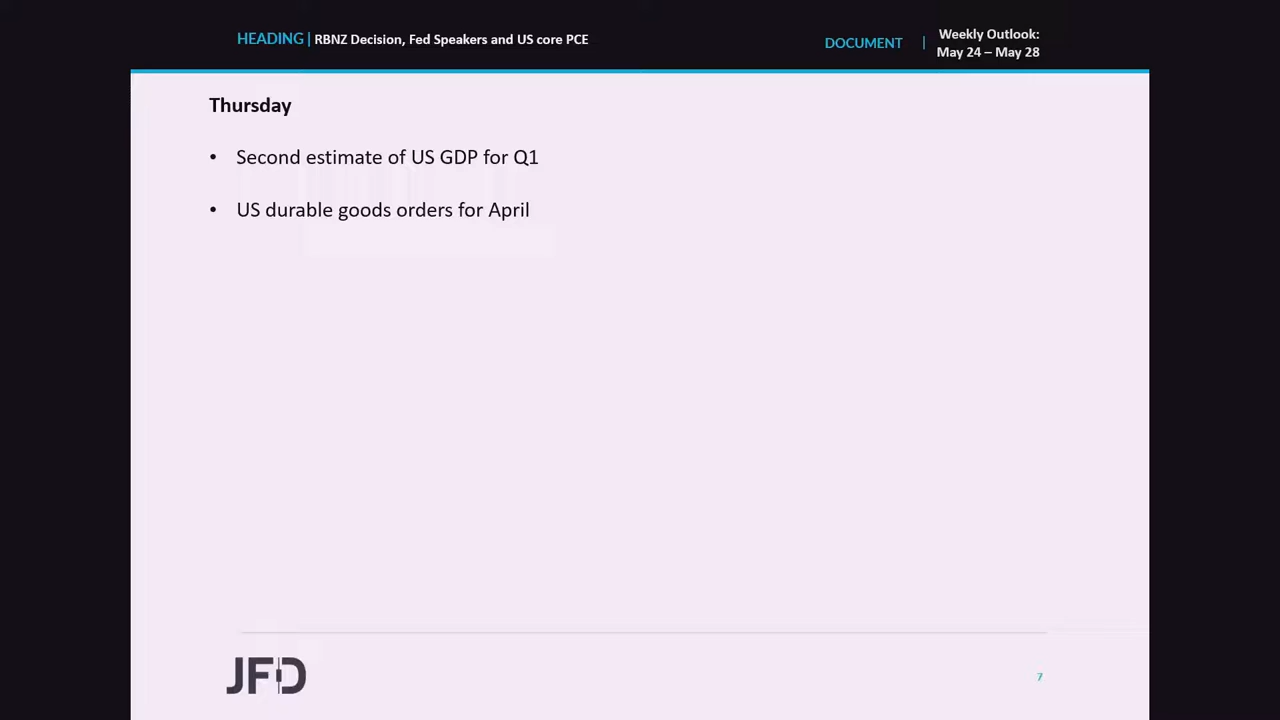 HEADING | RBNZ Decision, Fed Speakers and US core PCE
DOCUMENT | Weekly Outlook:
May 24 – May 28
Thursday
• Second estimate of US GDP for Q1
• US durable goods orders for April
JFD
7